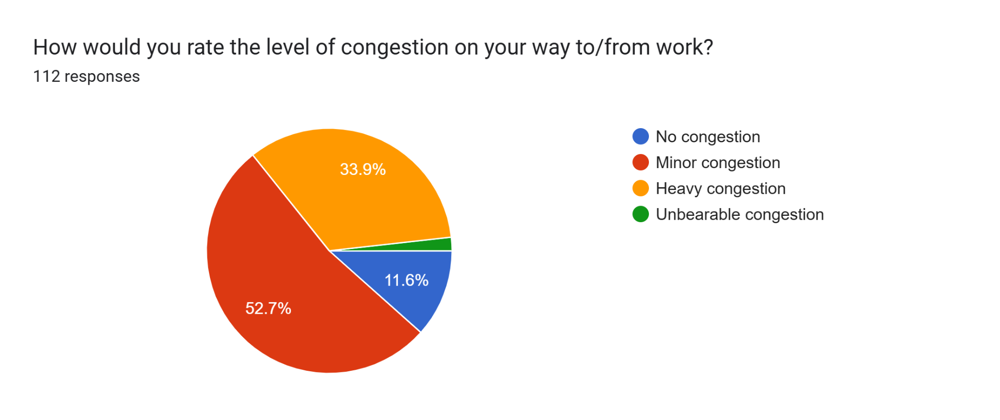 How would you rate the level of congestion on your way to/from work?
112 responses
33.9%
11.6%
52.7%
No congestion
Minor congestion
Heavy congestion
Unbearable congestion